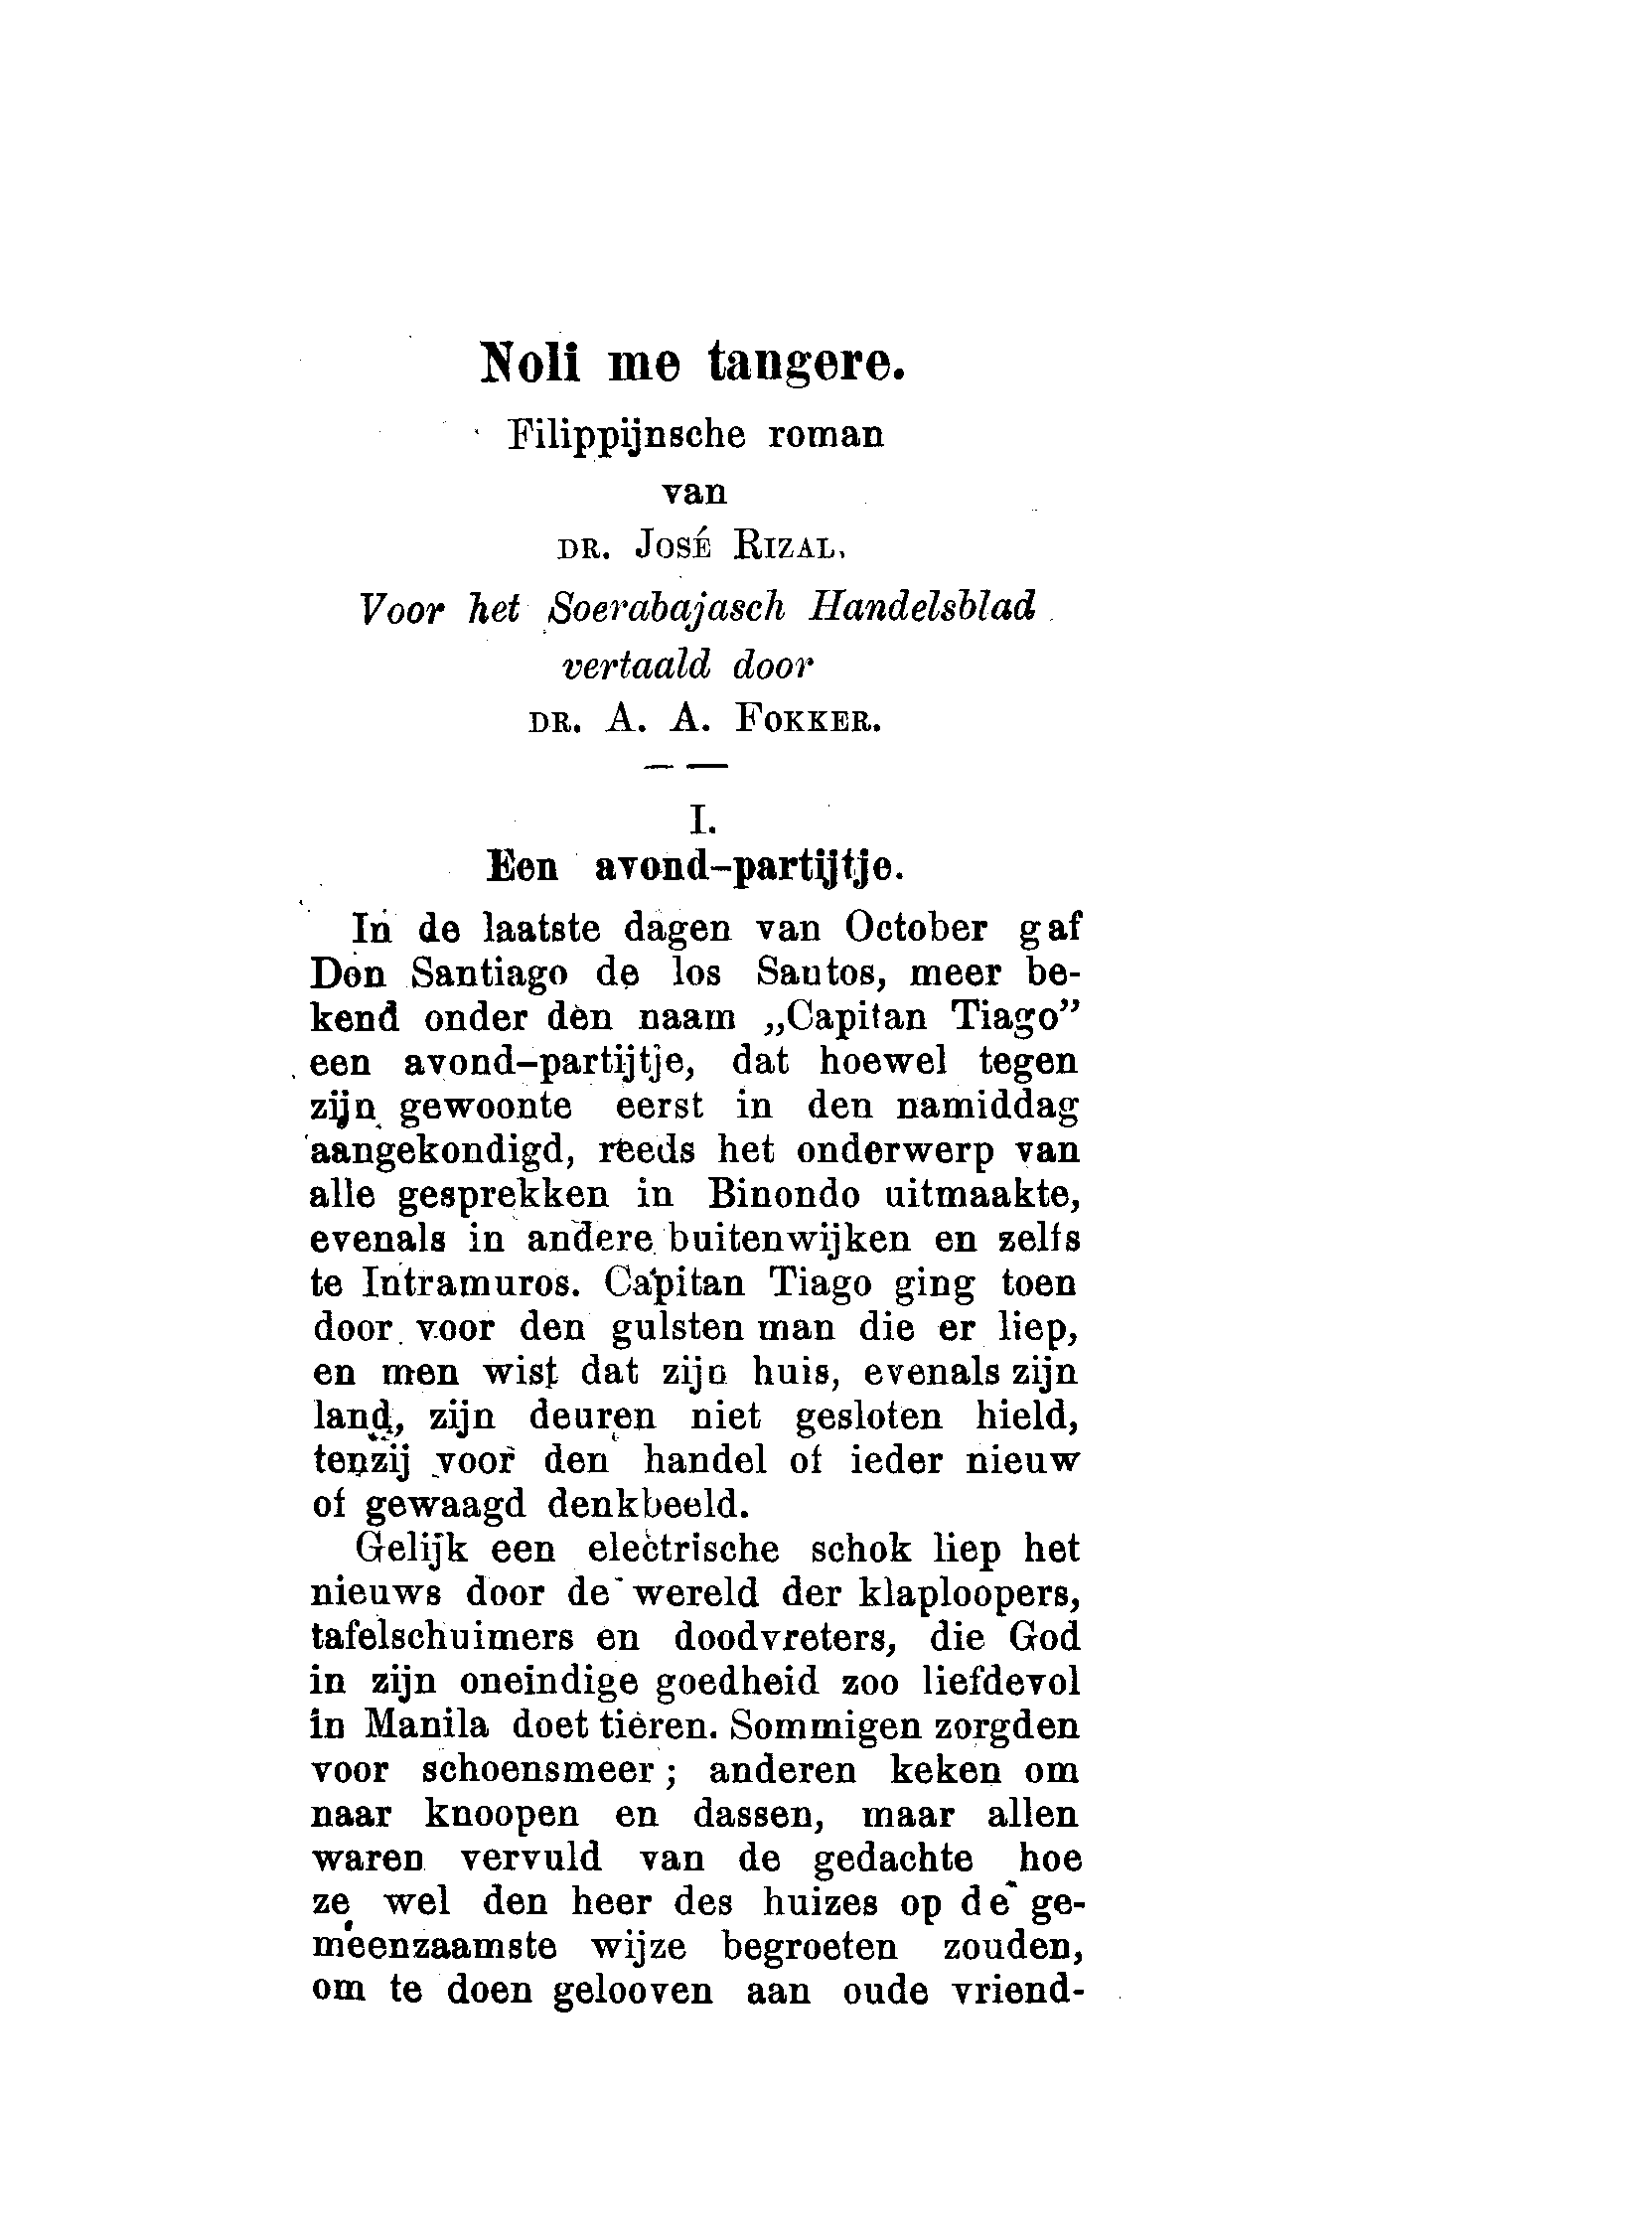 Noli me tangere.
Filippijnsche roman
van
DR. JOSÉ RIZAL.
Voor het Soerabajasch Handelsblad
vertaald door
DR. A. A. FOKKER.
I.
Een avond-partijtje.
In de laatste dagen van October gaf
Don Santiago de los Santos, meer be-
kend onder den naam „Capitan Tiago”
een avond-partijtje, dat hoewel tegen
zijn gewoonte eerst in den namiddag
aangekondigd, reeds het onderwerp van
alle gesprekken in Binondo uitmaakte,
evenals in andere buitenwijken en zelfs
te Intramuros. Capitan Tiago ging toen
door voor den gulsten man die er liep,
en men wist dat zijn huis, evenals zijn
land, zijn deuren niet gesloten hield,
tenzij voor den handel of ieder nieuw
of gewaagd denkbeeld.
Gelijk een electrische schok liep het
nieuws door de wereld der klaploopers,
tafelschuimers en doodvreters, die God
in zijn oneindige goedheid zoo liefdevol
in Manila doet tieren. Sommigen zorgden
voor schoensmeer; anderen keken om
naar knoopen en dassen, maar allen
waren vervuld van de gedachte hoe
ze wel den heer des huizes op de ge-
meenzaamste wijze begroeten zouden,
om te doen gelooven aan oude vriend-